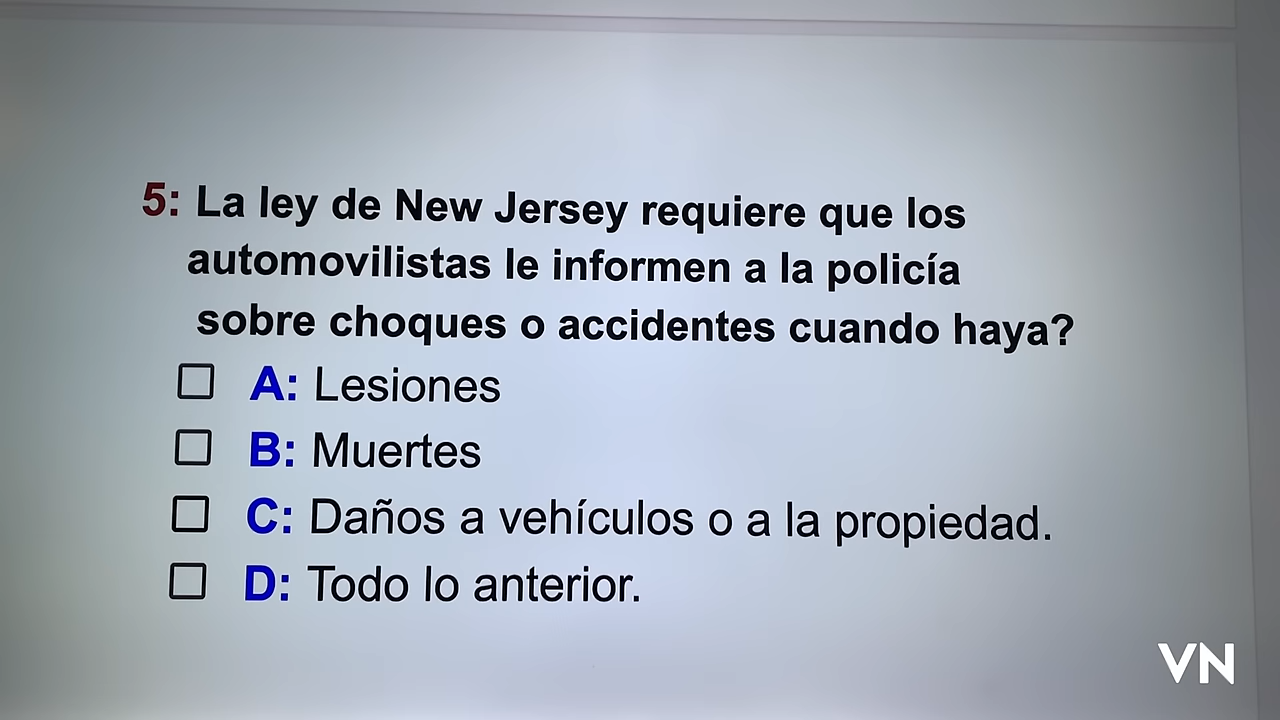 5: La ley de New Jersey requiere que los
automovilistas le informen a la policía
sobre choques o accidentes cuando haya?
A: Lesiones
B: Muertes
C: Daños a vehículos o a la propiedad.
D: Todo lo anterior.
VN